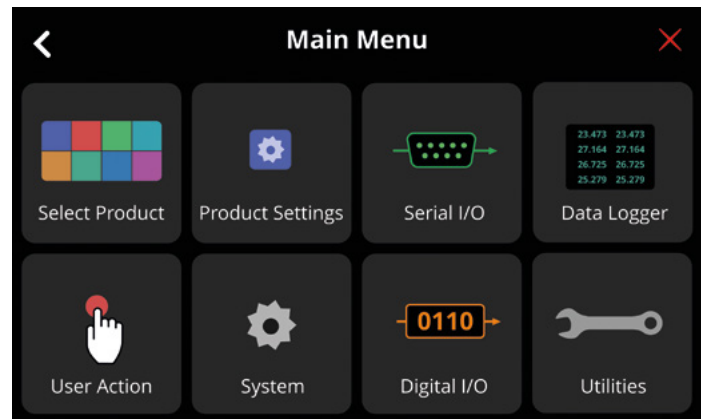 Main Menu
23.473 23.473
27.164 27.164
26.725 26.725
25.279 25.279
Select Product
Product Settings
Serial I/O
Data Logger
0110
User Action
System
Digital I/O
Utilities